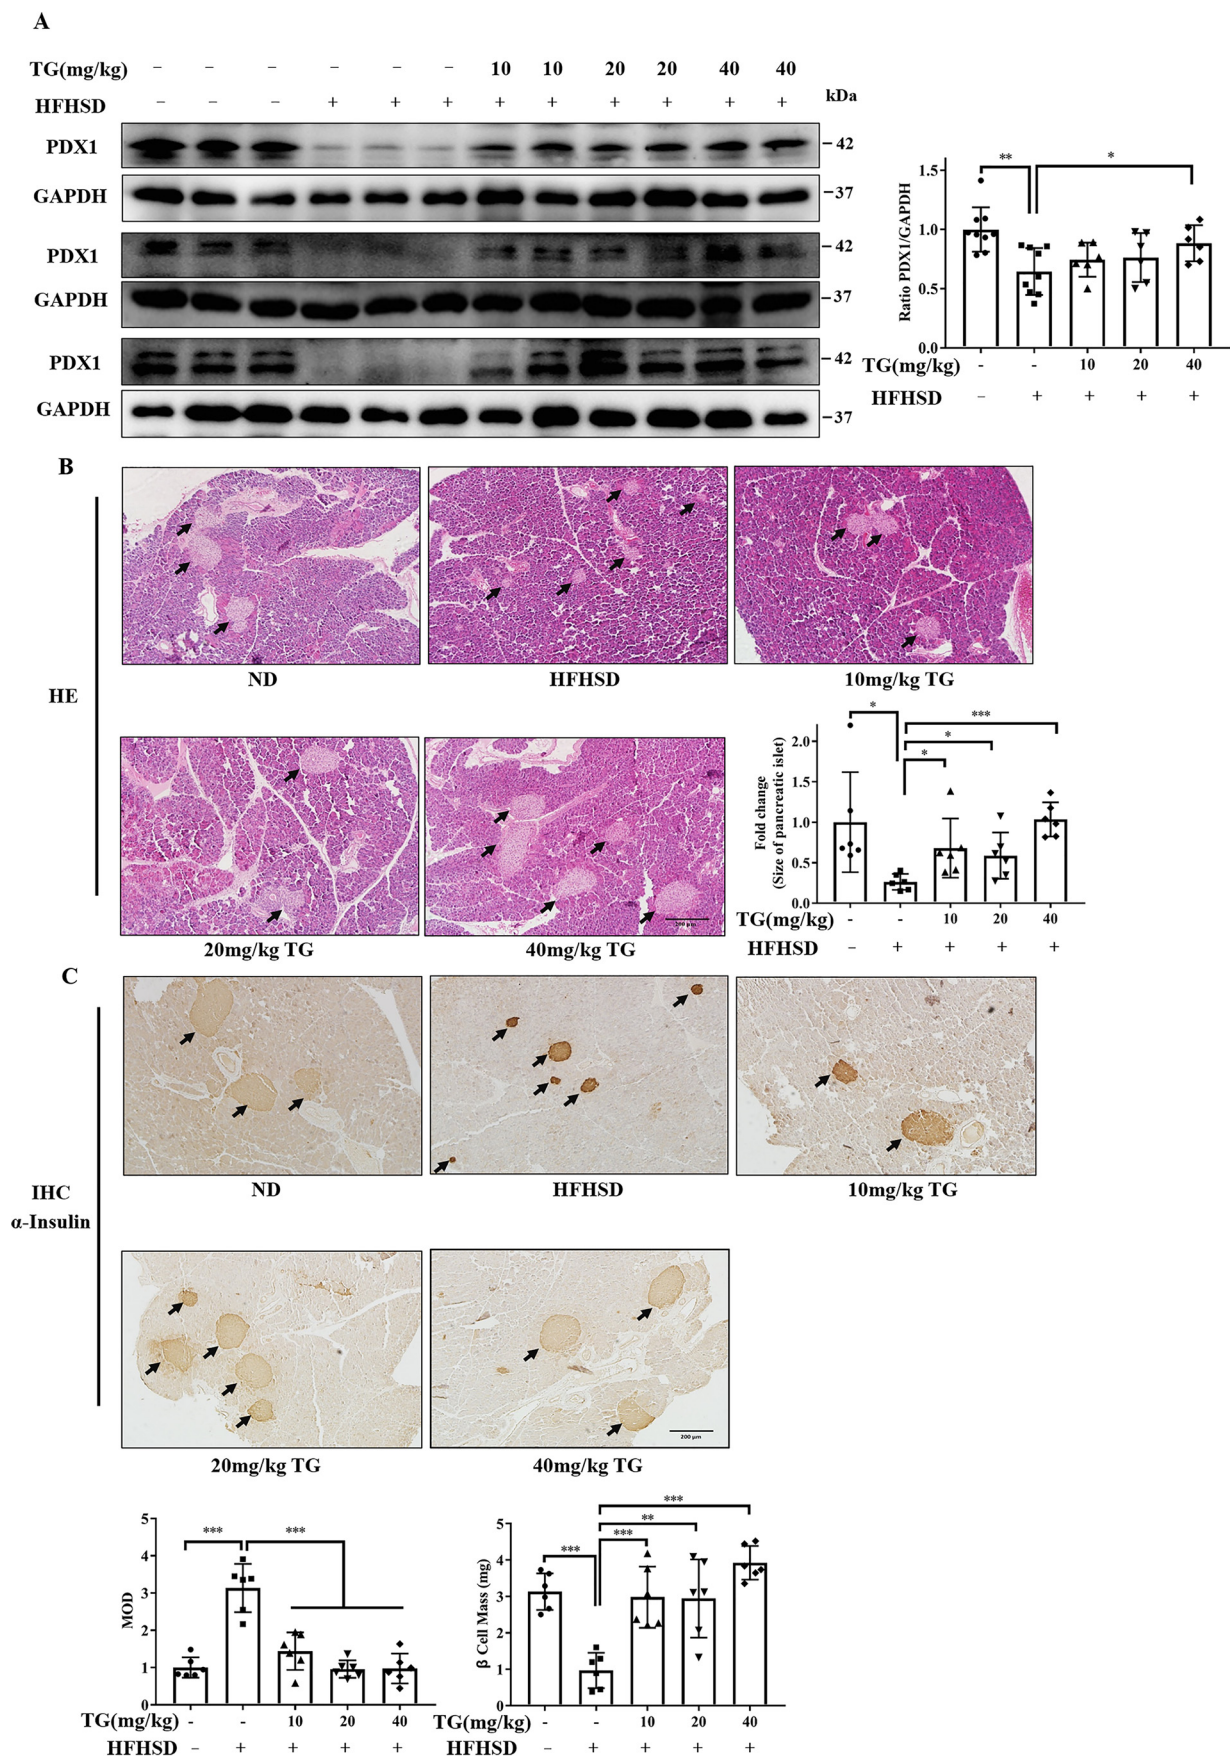 A
TG(mg/kg) – – – – – – 10 10 20 20 40 40
HFHSD – – – + + + + + + + + + kDa
PDX1 –42
GAPDH –37
PDX1 –42
GAPDH –37
PDX1 –42
GAPDH –37
Ratio PDX1/GAPDH
1.5
1.0
0.5
0.0
** *
TG(mg/kg) - - 10 20 40
HFHSD – + + + +
B
HE
ND HFHSD 10mg/kg TG
200 μm
20mg/kg TG 40mg/kg TG
Fold change
(Size of pancreatic islet)
2.0
1.5
1.0
0.5
0.0
* ***
*
*
TG(mg/kg) - - 10 20 40
HFHSD – + + + +
C
IHC
α-Insulin
ND HFHSD 10mg/kg TG
200 μm
20mg/kg TG 40mg/kg TG
MOD
5
4
3
2
1
0
*** ***
TG(mg/kg) - - 10 20 40
HFHSD – + + + +
β Cell Mass (mg)
5
4
3
2
1
0
***
**
*** ***
TG(mg/kg) - - 10 20 40
HFHSD – + + + +